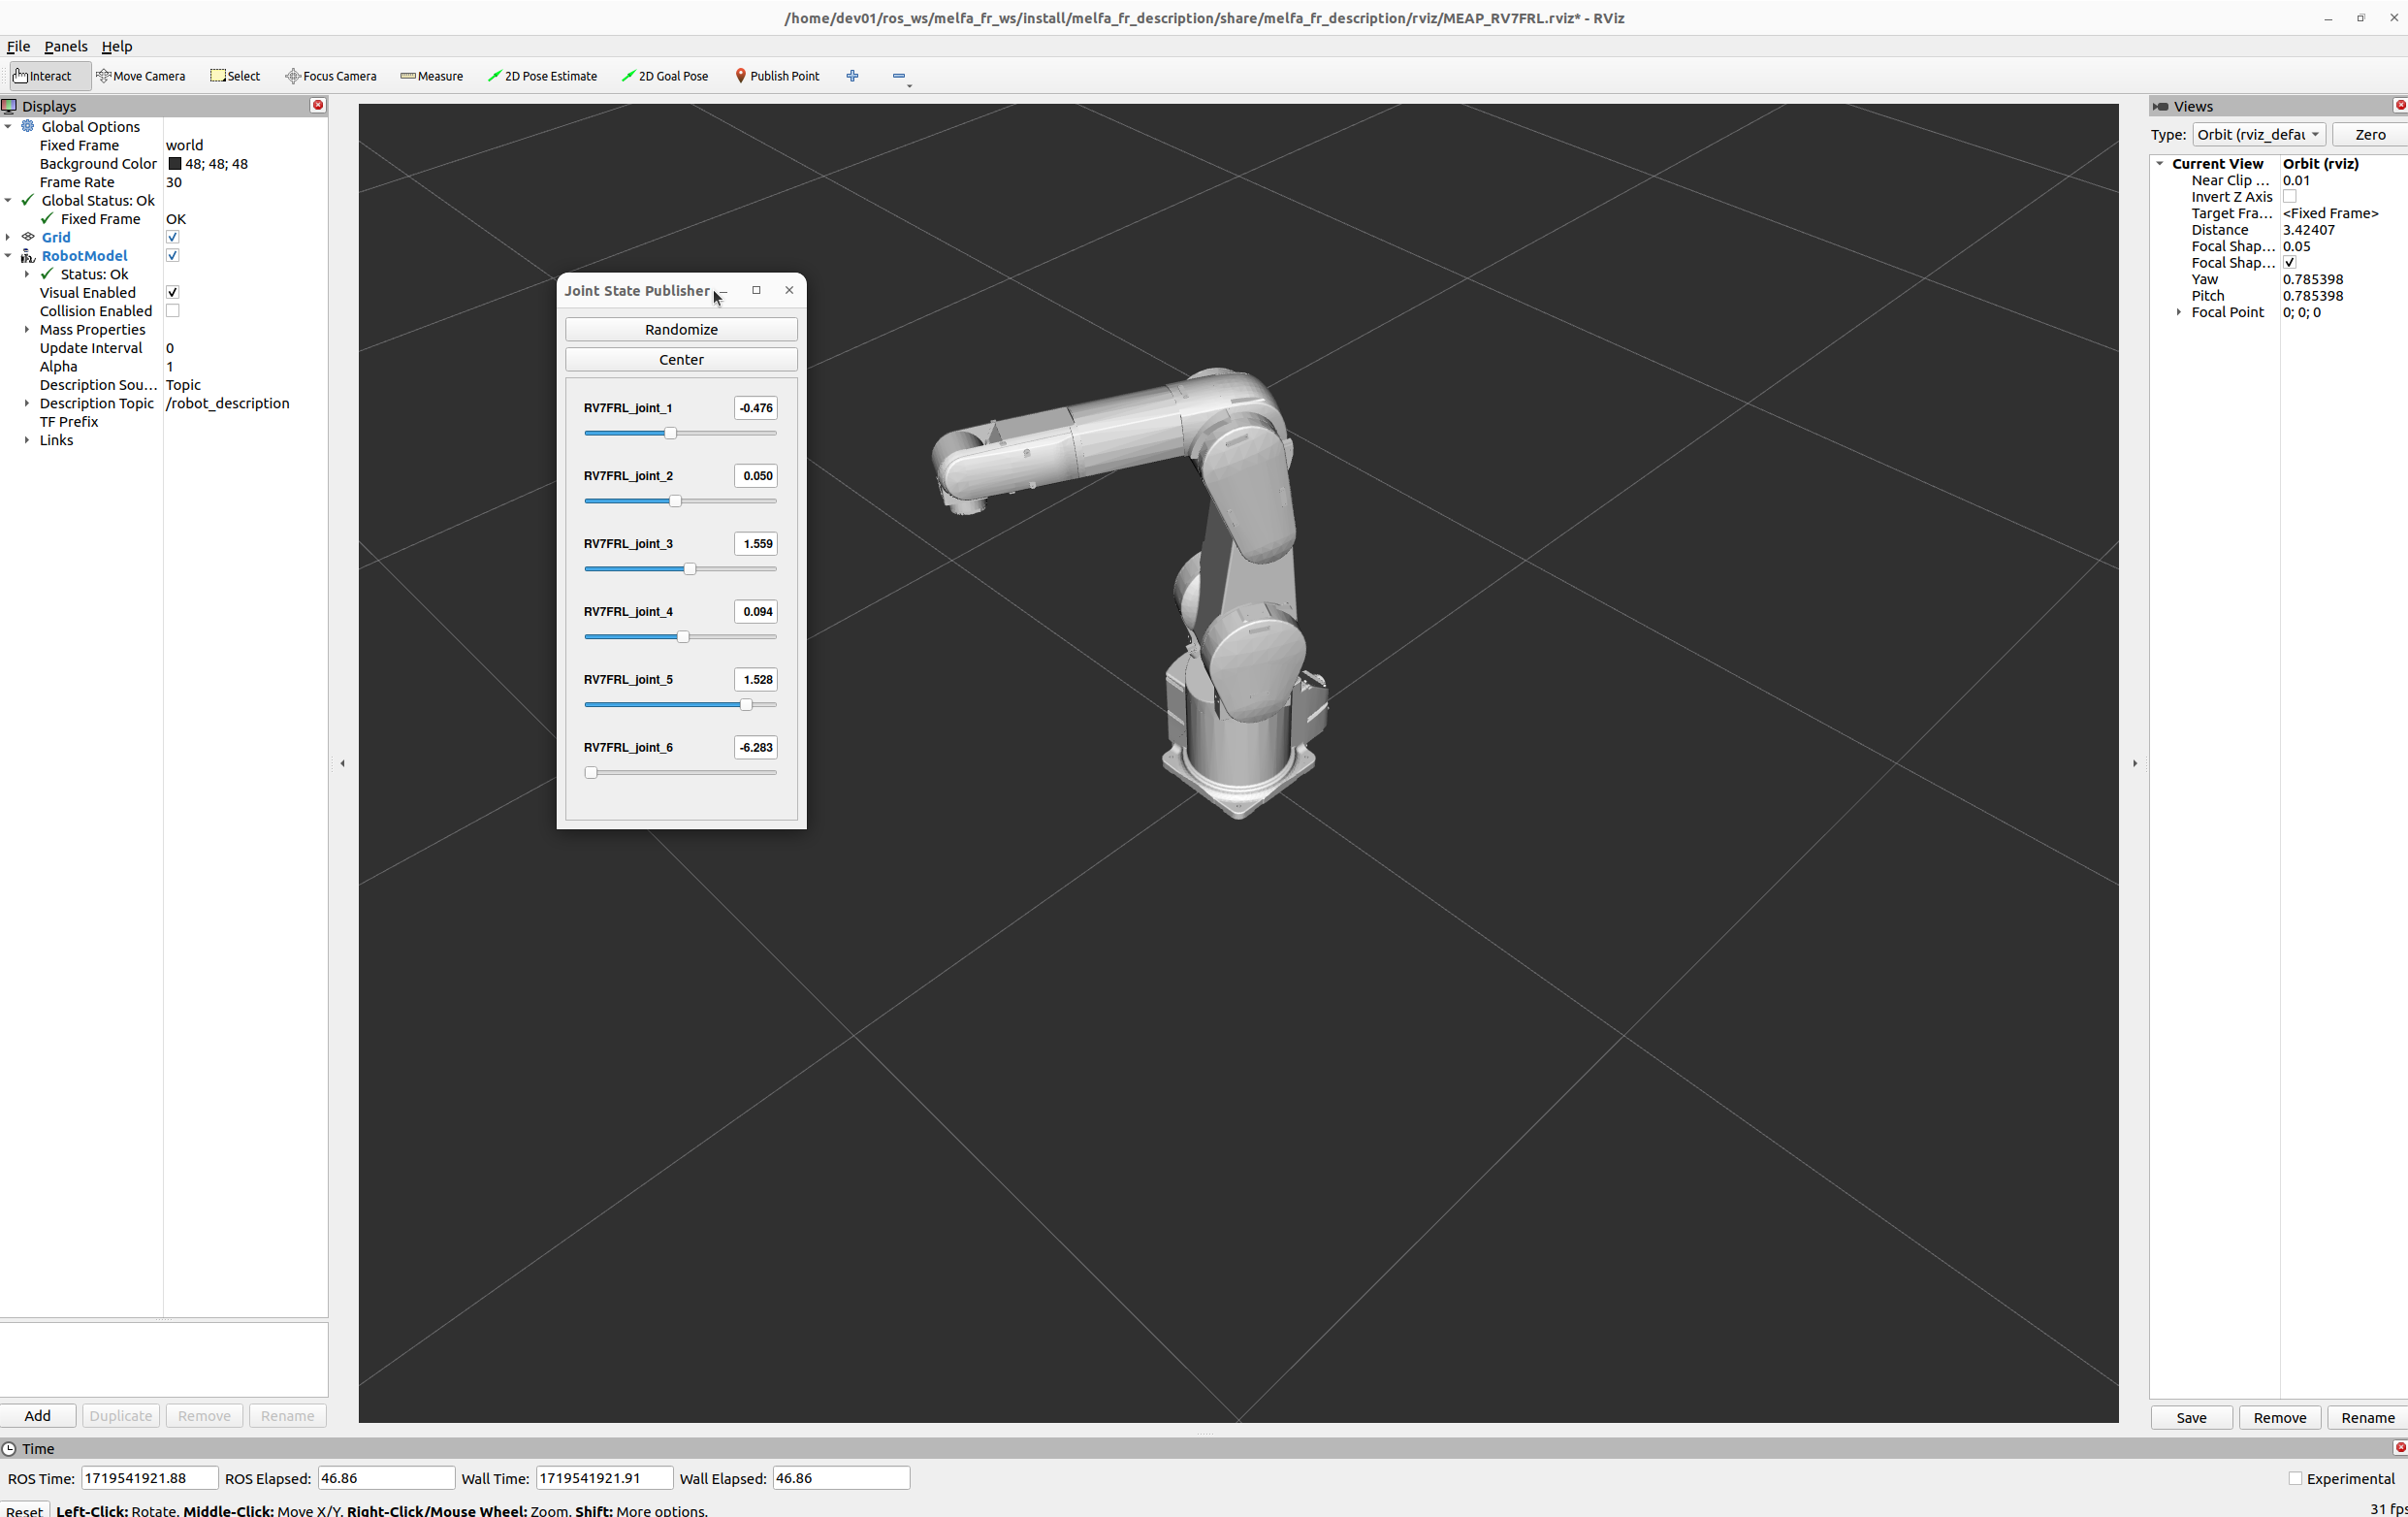 /home/dev01/ros_ws/melfa_fr_ws/install/melfa_fr_description/share/melfa_fr_description/rviz/MEAP_RV7FRL.rviz* - RViz
File Panels Help
Interact Move Camera Select Focus Camera Measure 2D Pose Estimate 2D Goal Pose Publish Point
Displays
Global Options
Fixed Frame world
Background Color 48; 48; 48
Frame Rate 30
Global Status: Ok
Fixed Frame OK
Grid
RobotModel
Status: Ok
Visual Enabled
Collision Enabled
Mass Properties
Update Interval 0
Alpha 1
Description Sou... Topic
Description Topic /robot_description
TF Prefix
Links
Add Duplicate Remove Rename
Joint State Publisher
Randomize
Center
RV7FRL_joint_1 -0.476
RV7FRL_joint_2 0.050
RV7FRL_joint_3 1.559
RV7FRL_joint_4 0.094
RV7FRL_joint_5 1.528
RV7FRL_joint_6 -6.283
Views
Type: Orbit (rviz_defau Zero
Current View Orbit (rviz)
Near Clip ... 0.01
Invert Z Axis
Target Fra... <Fixed Frame>
Distance 3.42407
Focal Shap... 0.05
Focal Shap...
Yaw 0.785398
Pitch 0.785398
Focal Point 0; 0; 0
Save Remove Rename
Time
ROS Time: 1719541921.88 ROS Elapsed: 46.86 Wall Time: 1719541921.91 Wall Elapsed: 46.86 Experimental
Reset Left-Click: Rotate. Middle-Click: Move X/Y. Right-Click/Mouse Wheel: Zoom. Shift: More options. 31 fps